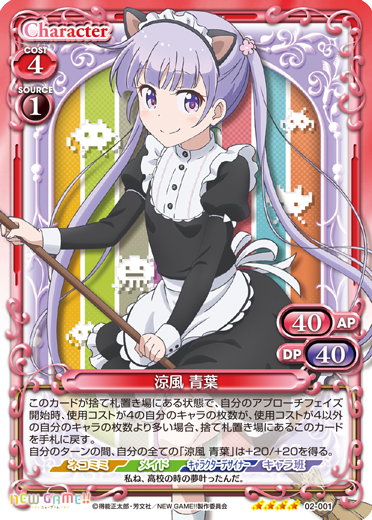 Character
COST
4
SOURCE
1
40 AP
DP 40
涼風 青葉
このカードが捨て札置き場にある状態で、自分のアプローチフェイズ
開始時、使用コストが4の自分のキャラの枚数が、使用コストが4以外
の自分のキャラの枚数より多い場合、捨て札置き場にあるこのカード
を手札に戻す。
自分のターンの間、自分の全ての「涼風 青葉」は+20/+20を得る。
ネコミミ メイド キャラクターデザイナー キャラ班
私ね、高校の時の夢叶ったんだ。
NEW GAME!!
©得能正太郎・芳文社/NEW GAME!!製作委員会
02-001